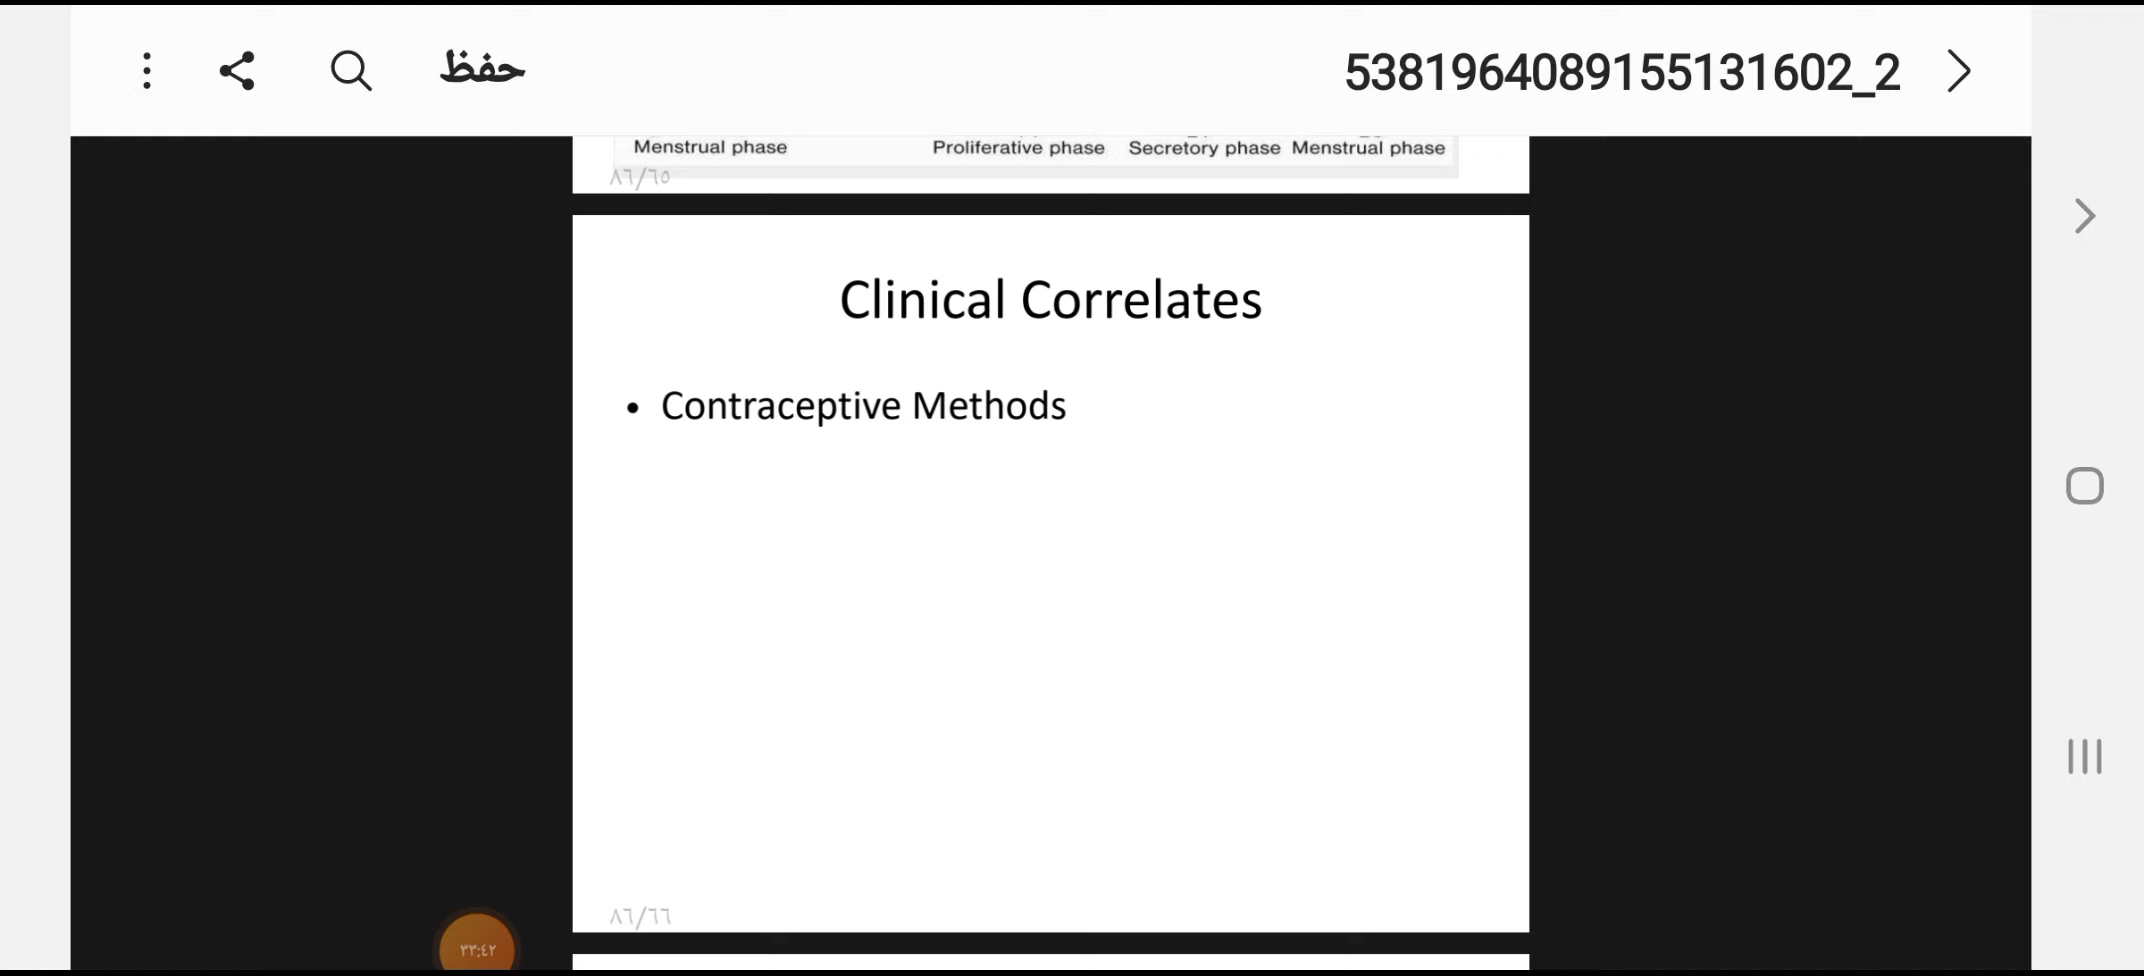 حفظ
5381964089155131602_2
Menstrual phase Proliferative phase Secretory phase Menstrual phase
٨٦/٦٥
Clinical Correlates
• Contraceptive Methods
٨٦/٦٦
٣٣:٤٢